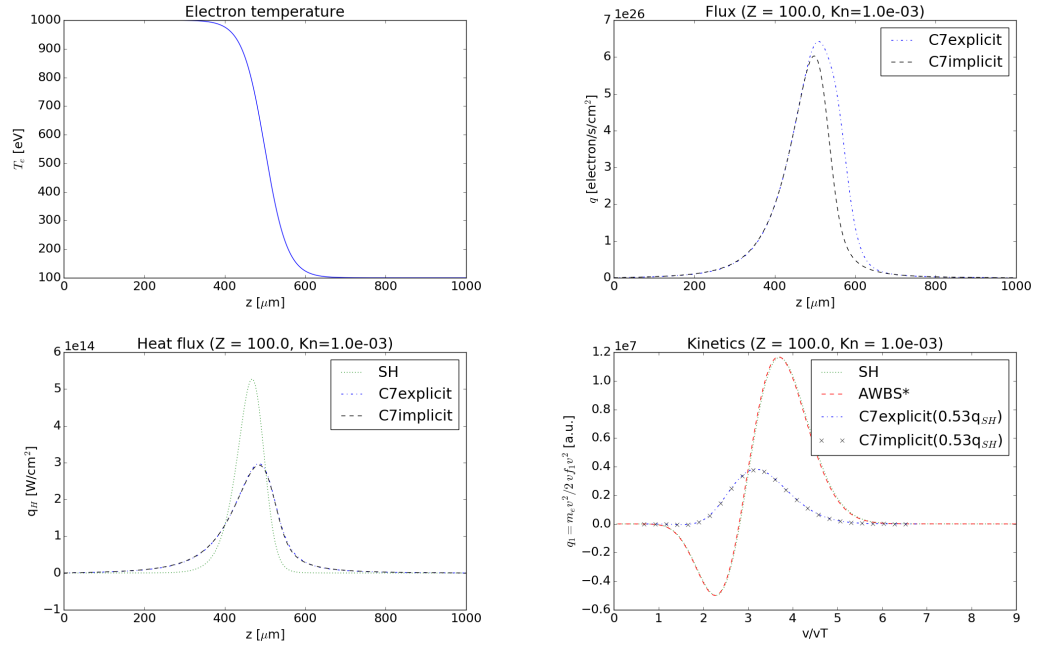 Electron temperature
1000
900
800
700
600
500
400
300
200
100
T_e [eV]
0 200 400 600 800 1000
z [μm]
Flux (Z = 100.0, Kn=1.0e-03)
1e26
7
6
5
4
3
2
1
0
q [electron/s/cm²]
C7explicit
C7implicit
0 200 400 600 800 1000
z [μm]
Heat flux (Z = 100.0, Kn=1.0e-03)
1e14
6
5
4
3
2
1
0
−1
q_H [W/cm²]
SH
C7explicit
C7implicit
0 200 400 600 800 1000
z [μm]
Kinetics (Z = 100.0, Kn = 1.0e-03)
1e7
1.2
1.0
0.8
0.6
0.4
0.2
0.0
−0.2
−0.4
−0.6
q₁ = m_e v²/2 v f₁ v² [a.u.]
SH
AWBS*
C7explicit(0.53q_SH)
C7implicit(0.53q_SH)
0 1 2 3 4 5 6 7 8 9
v/vT